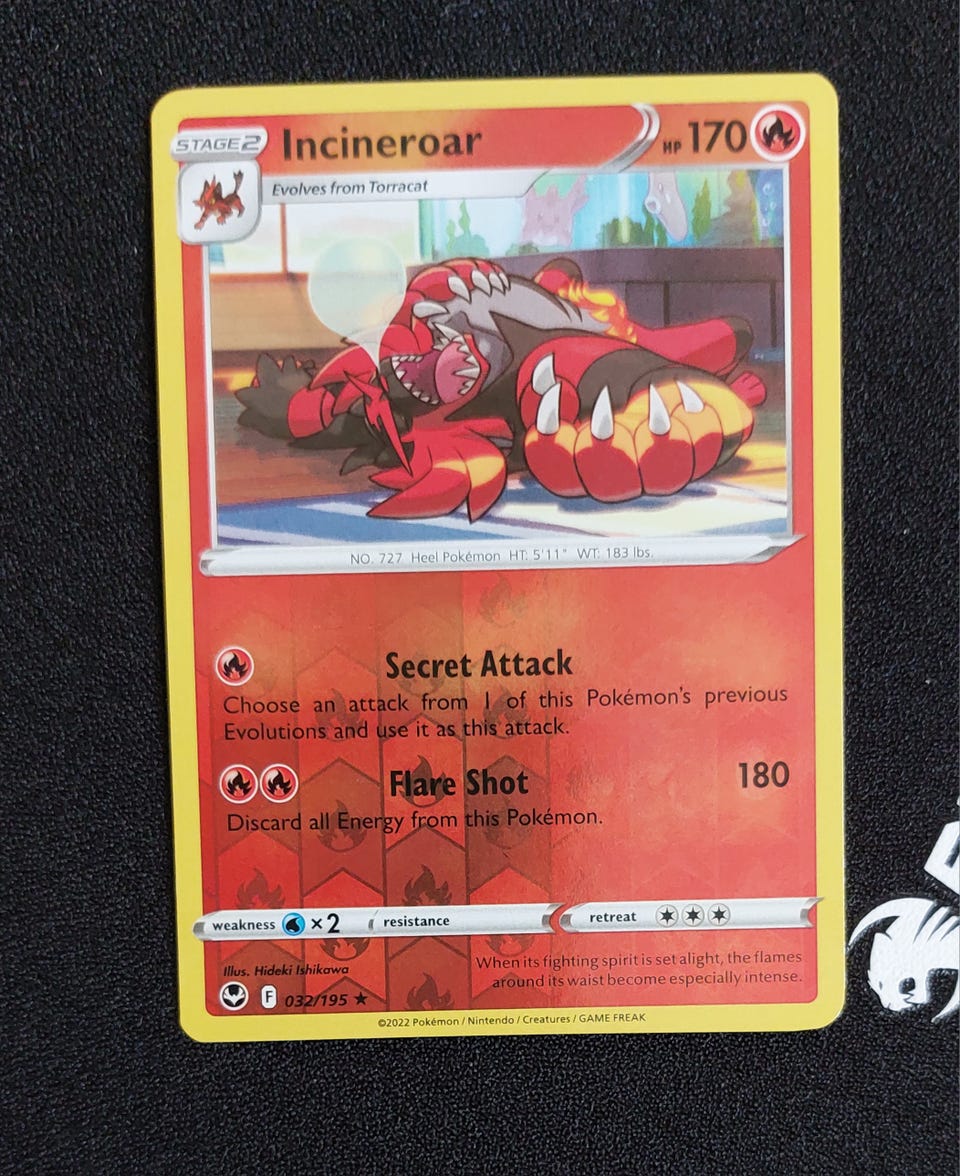 STAGE 2 Incineroar HP 170
Evolves from Torracat
NO. 727 Heel Pokémon HT: 5'11" WT: 183 lbs.
Secret Attack
Choose an attack from 1 of this Pokémon's previous
Evolutions and use it as this attack.
Flare Shot 180
Discard all Energy from this Pokémon.
weakness ×2 resistance retreat
When its fighting spirit is set alight, the flames
around its waist become especially intense.
Illus. Hideki Ishikawa
F 032/195 ★
©2022 Pokémon / Nintendo / Creatures / GAME FREAK